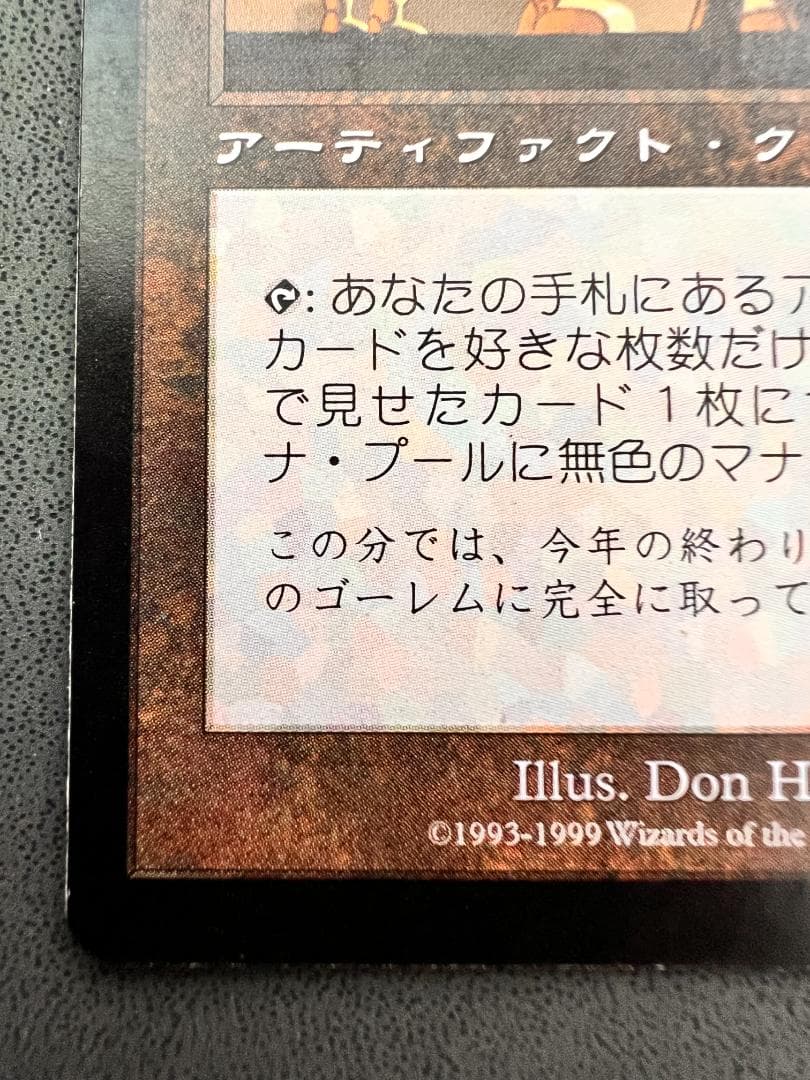 アーティファクト・ク
: あなたの手札にあるア
カードを好きな枚数だけ
で見せたカード1枚に
ナ・プールに無色のマナ
この分では、今年の終わり
のゴーレムに完全に取って
Illus. Don H
©1993-1999 Wizards of the